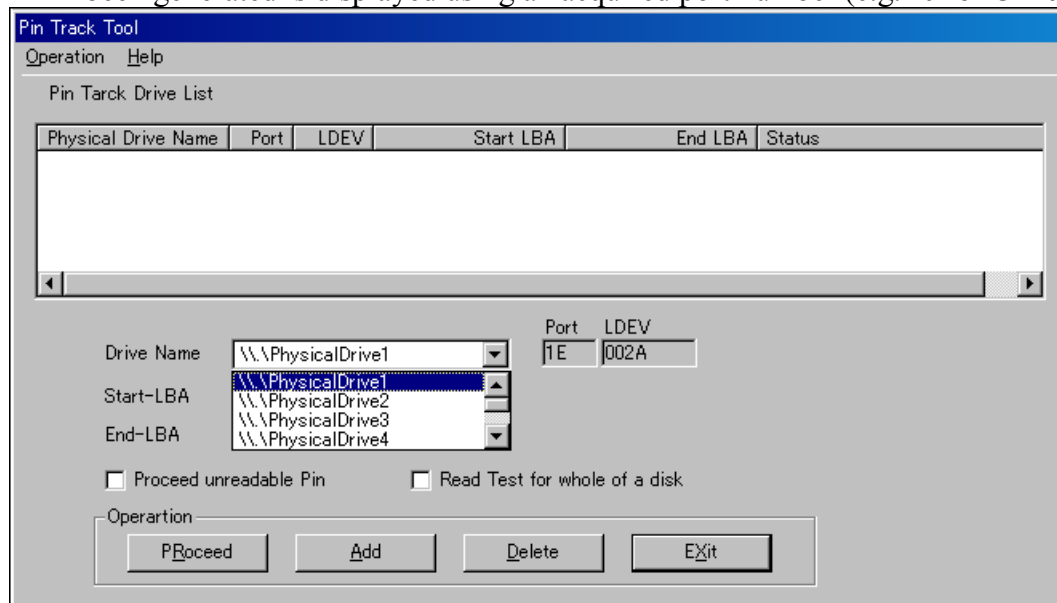 Pin Track Tool
Operation Help
Pin Tarck Drive List
Physical Drive Name Port LDEV Start LBA End LBA Status
Port LDEV
Drive Name \\.\PhysicalDrive1 1E 002A
\\.\PhysicalDrive1
Start-LBA \\.\PhysicalDrive2
\\.\PhysicalDrive3
End-LBA \\.\PhysicalDrive4
Proceed unreadable Pin Read Test for whole of a disk
Operartion
PRoceed Add Delete EXit